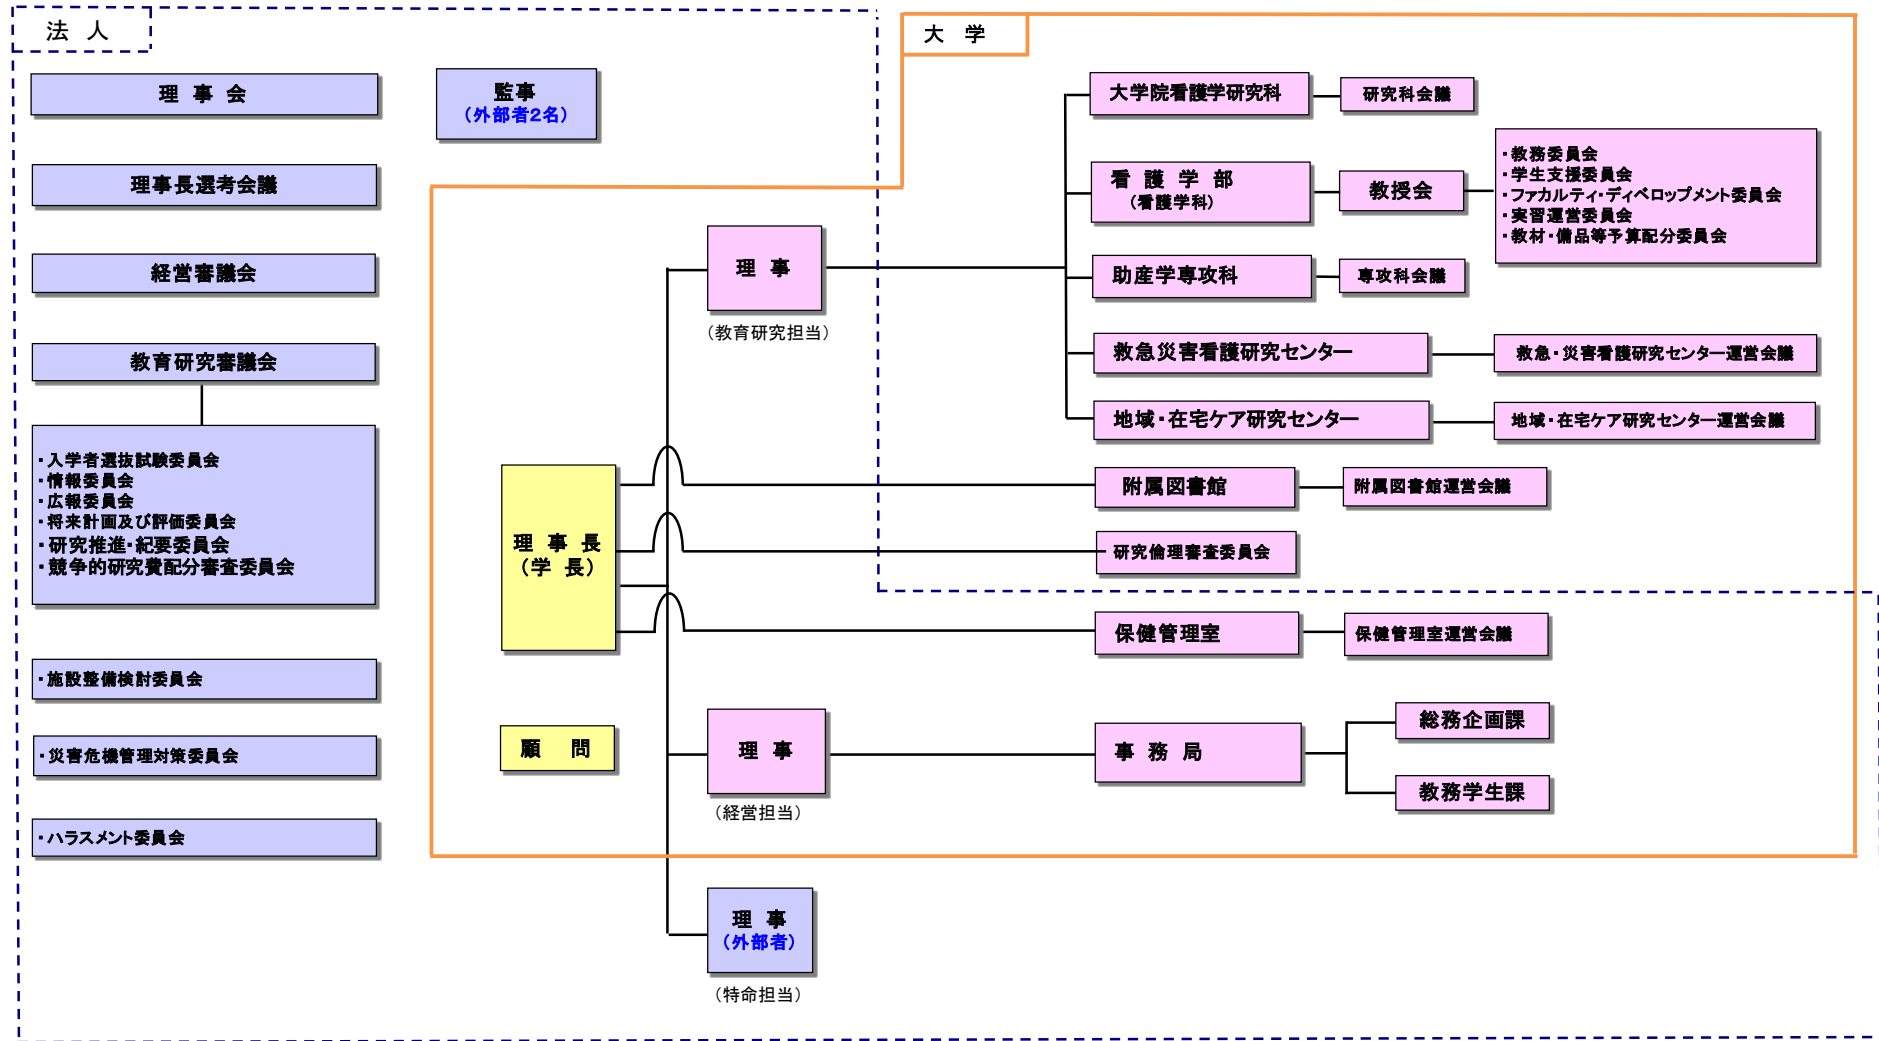 法 人
理 事 会
監事
（外部者2名）
理事長選考会議
経営審議会
教育研究審議会
・入学者選抜試験委員会
・情報委員会
・広報委員会
・将来計画及び評価委員会
・研究推進・紀要委員会
・競争的研究費配分審査委員会
・施設整備検討委員会
・災害危機管理対策委員会
・ハラスメント委員会
理 事 長
（学 長）
顧 問
理 事
（教育研究担当）
理 事
（経営担当）
理 事
（外部者）
（特命担当）
大 学
大学院看護学研究科
研究科会議
看 護 学 部
（看護学科）
教授会
・教務委員会
・学生支援委員会
・ファカルティ・ディベロップメント委員会
・実習運営委員会
・教材・備品等予算配分委員会
助産学専攻科
専攻科会議
救急災害看護研究センター
救急・災害看護研究センター運営会議
地域・在宅ケア研究センター
地域・在宅ケア研究センター運営会議
附属図書館
附属図書館運営会議
研究倫理審査委員会
保健管理室
保健管理室運営会議
事 務 局
総務企画課
教務学生課